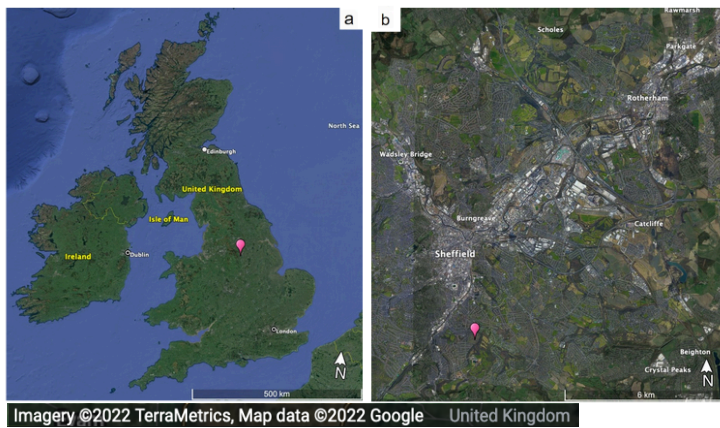 a
North Sea
Edinburgh
United Kingdom
Isle of Man
Ireland
Dublin
London
N
500 km
b
Rawmarsh
Scholes
Parkgate
Rotherham
Wadsley Bridge
Burngreave
Catcliffe
Sheffield
Beighton
Crystal Peaks
N
6 km
Imagery ©2022 TerraMetrics, Map data ©2022 Google United Kingdom